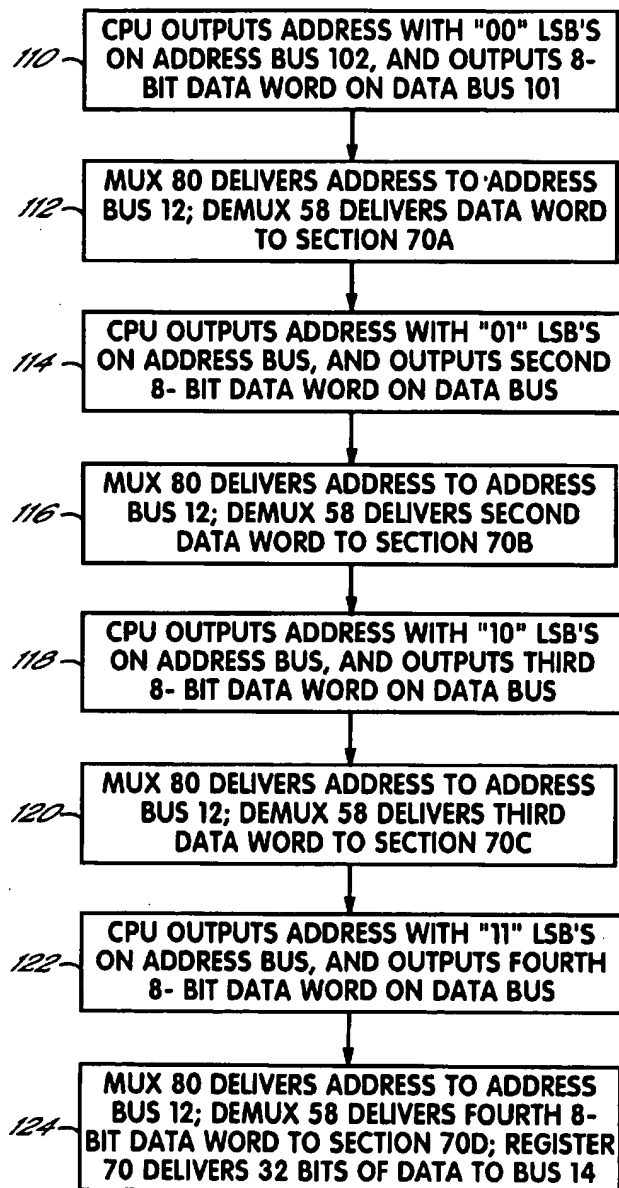 110
CPU OUTPUTS ADDRESS WITH "00" LSB'S
ON ADDRESS BUS 102, AND OUTPUTS 8-
BIT DATA WORD ON DATA BUS 101
112
MUX 80 DELIVERS ADDRESS TO ADDRESS
BUS 12; DEMUX 58 DELIVERS DATA WORD
TO SECTION 70A
114
CPU OUTPUTS ADDRESS WITH "01" LSB'S
ON ADDRESS BUS, AND OUTPUTS SECOND
8- BIT DATA WORD ON DATA BUS
116
MUX 80 DELIVERS ADDRESS TO ADDRESS
BUS 12; DEMUX 58 DELIVERS SECOND
DATA WORD TO SECTION 70B
118
CPU OUTPUTS ADDRESS WITH "10" LSB'S
ON ADDRESS BUS, AND OUTPUTS THIRD
8- BIT DATA WORD ON DATA BUS
120
MUX 80 DELIVERS ADDRESS TO ADDRESS
BUS 12; DEMUX 58 DELIVERS THIRD
DATA WORD TO SECTION 70C
122
CPU OUTPUTS ADDRESS WITH "11" LSB'S
ON ADDRESS BUS, AND OUTPUTS FOURTH
8- BIT DATA WORD ON DATA BUS
124
MUX 80 DELIVERS ADDRESS TO ADDRESS
BUS 12; DEMUX 58 DELIVERS FOURTH 8-
BIT DATA WORD TO SECTION 70D; REGISTER
70 DELIVERS 32 BITS OF DATA TO BUS 14